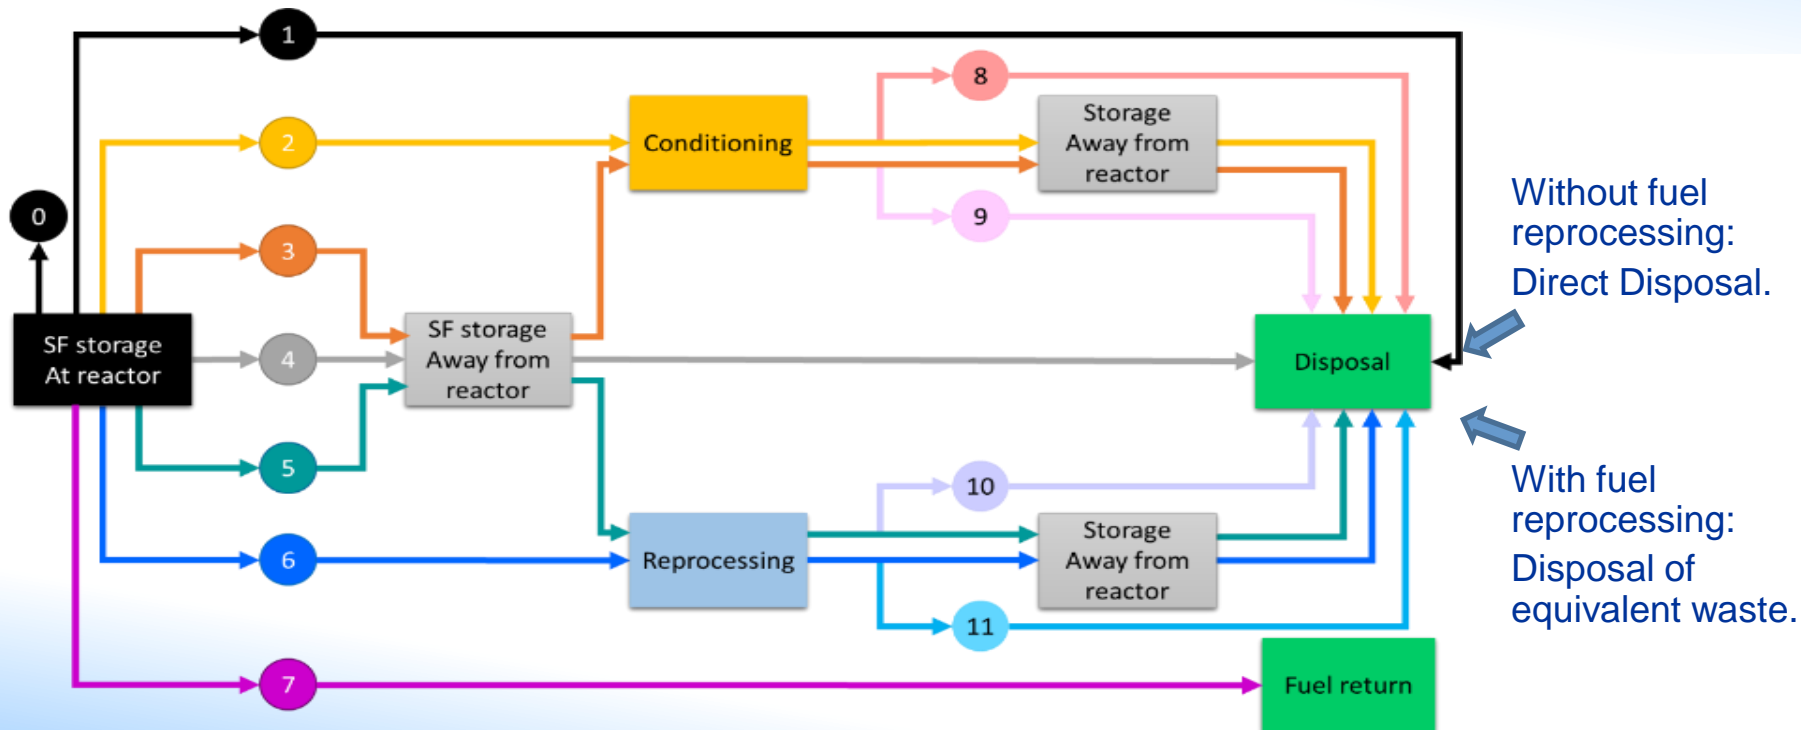 1
8
2
Conditioning
Storage
Away from
reactor
9
0
3
SF storage
At reactor
4
SF storage
Away from
reactor
Disposal
5
10
6
Reprocessing
Storage
Away from
reactor
11
7
Fuel return
Without fuel
reprocessing:
Direct Disposal.
With fuel
reprocessing:
Disposal of
equivalent waste.